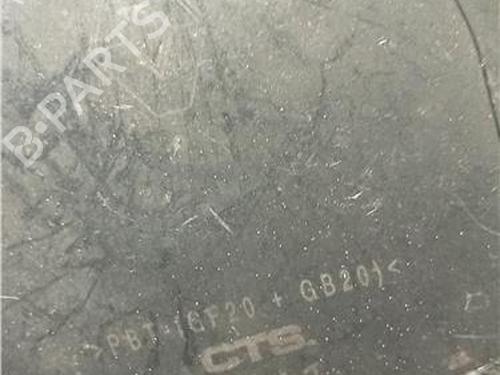 B-PARTS
>PBT-(GF20 + GB20)<
CTS.